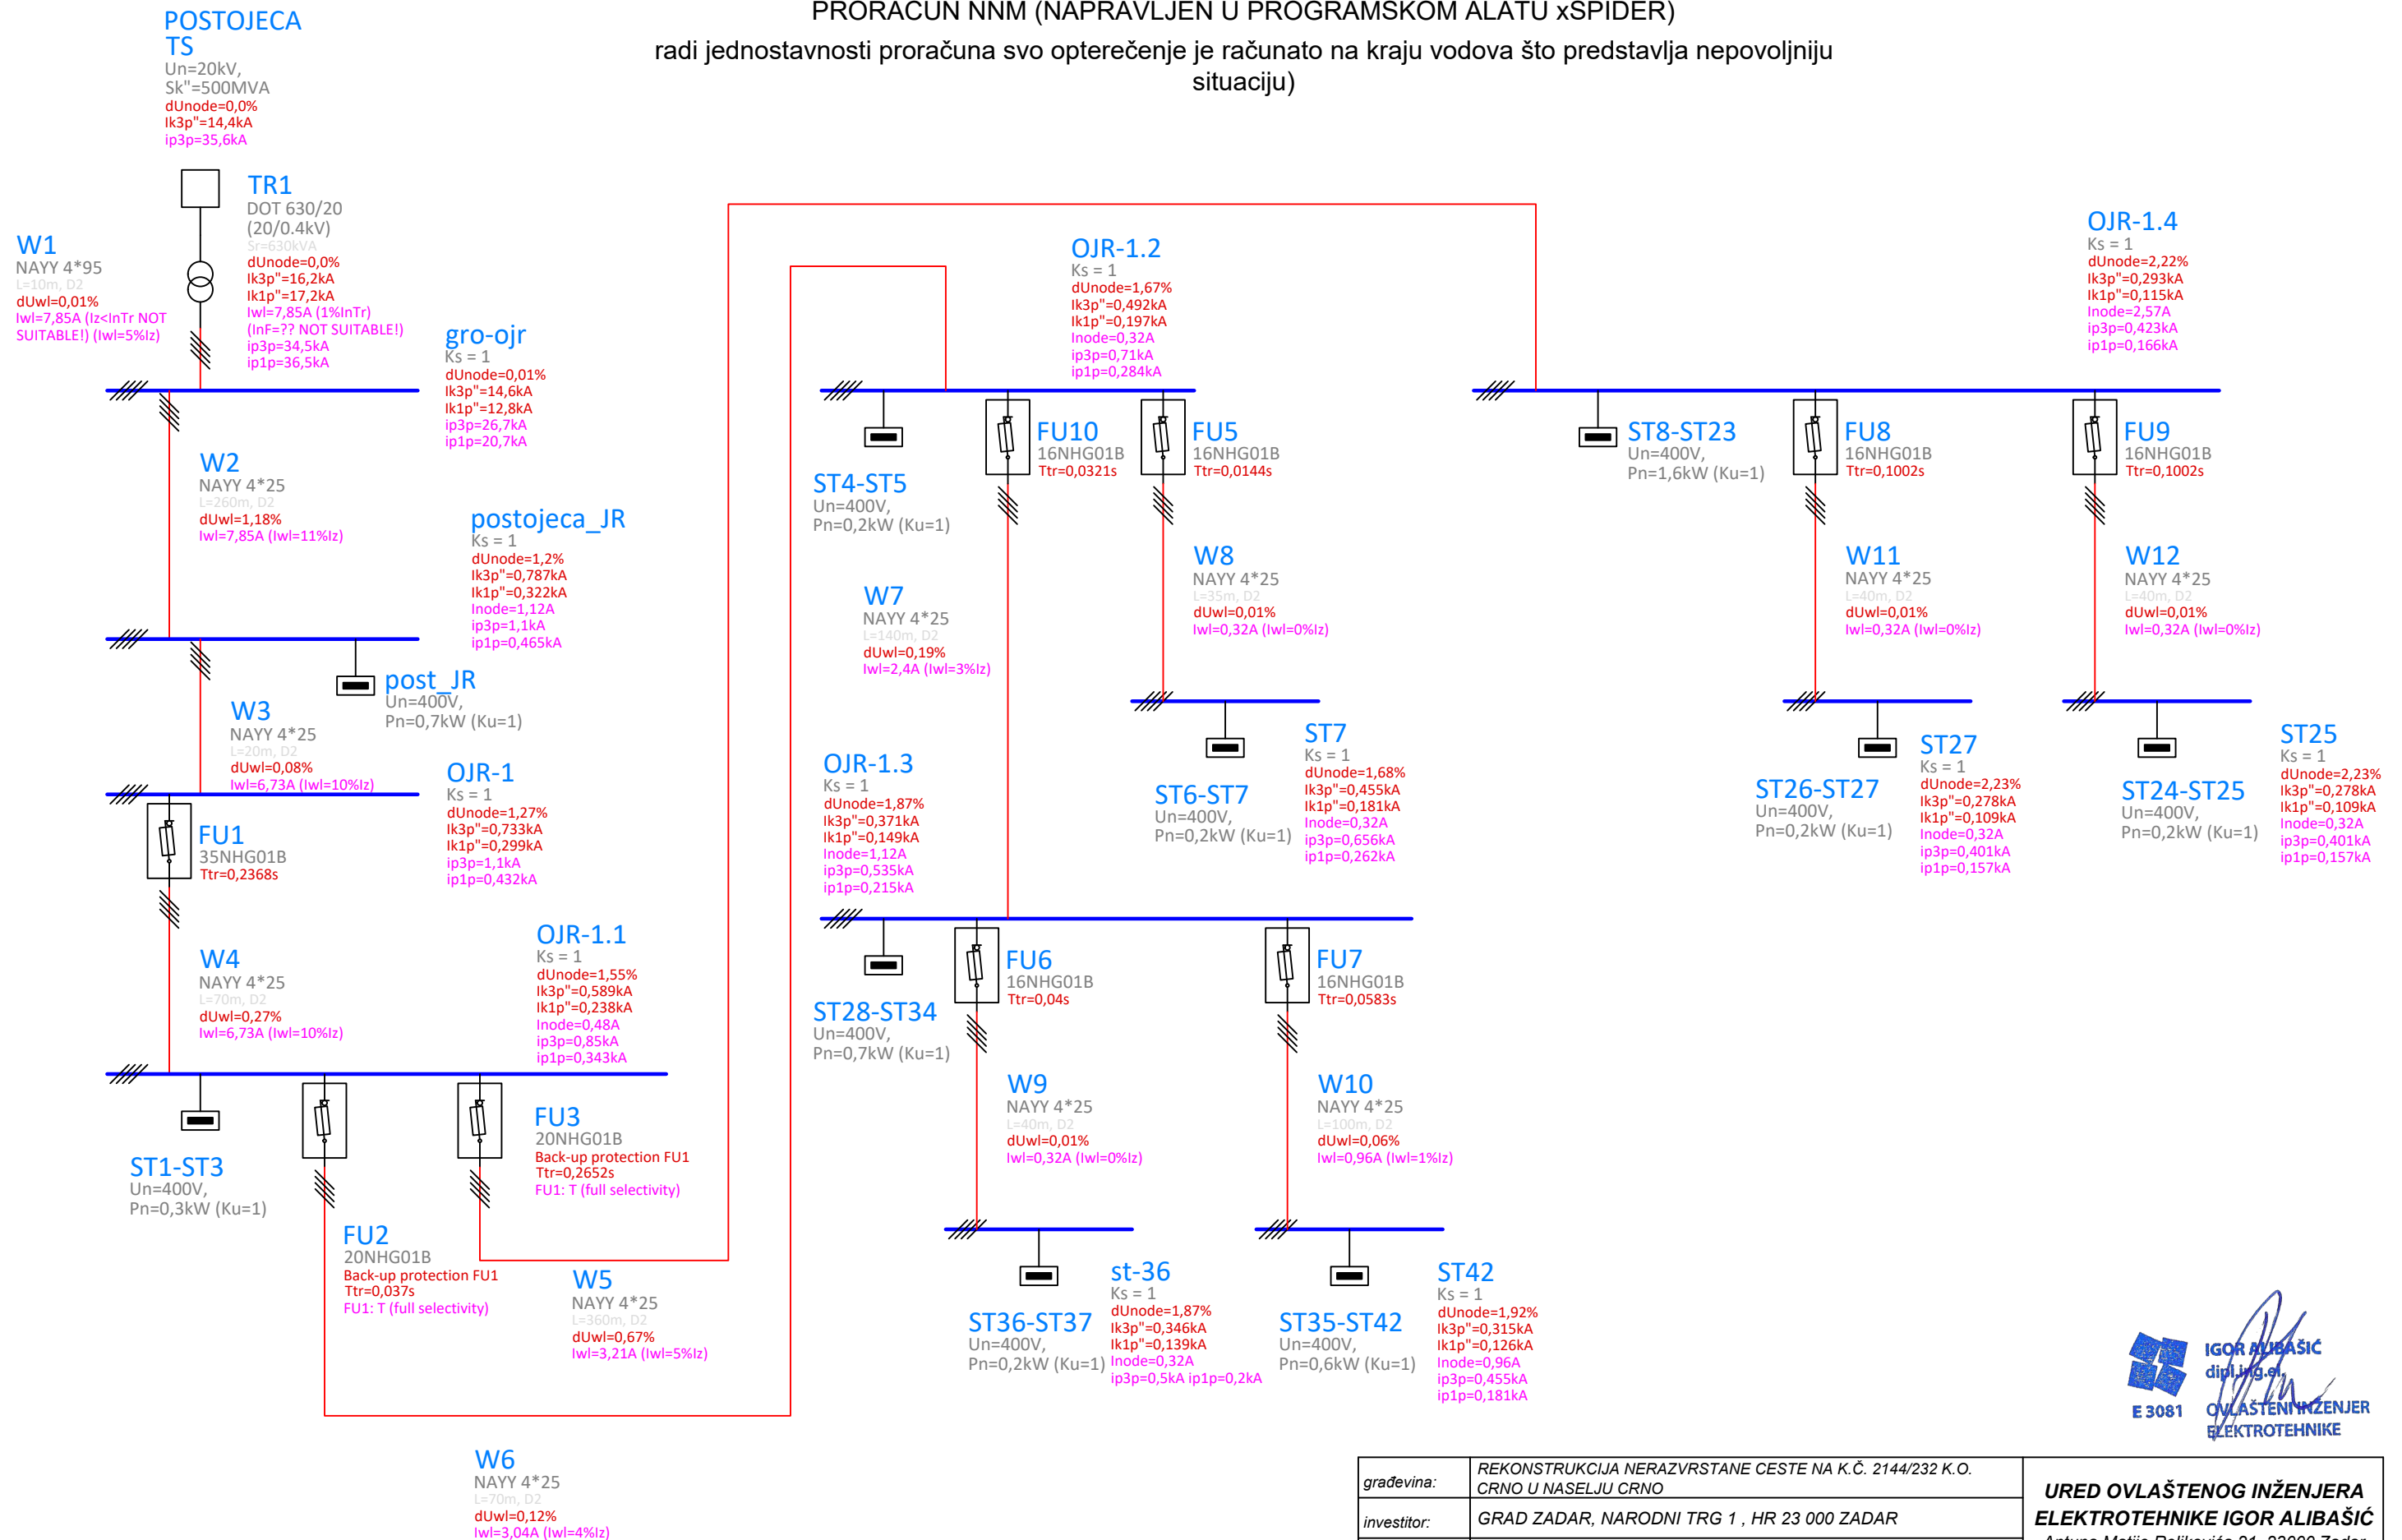 PRORAČUN NNM (NAPRAVLJEN U PROGRAMSKOM ALATU xSPIDER)
radi jednostavnosti proračuna svo opterečenje je računato na kraju vodova što predstavlja nepovoljniju
situaciju)
POSTOJECA
TS
Un=20kV,
Sk"=500MVA
dUnode=0,0%
Ik3p"=14,4kA
ip3p=35,6kA
TR1
DOT 630/20
(20/0.4kV)
Sr=630kVA
dUnode=0,0%
Ik3p"=16,2kA
Ik1p"=17,2kA
Iwl=7,85A (1%InTr)
(InF=?? NOT SUITABLE!)
ip3p=34,5kA
ip1p=36,5kA
W1
NAYY 4*95
L=10m, D2
dUwl=0,01%
Iwl=7,85A (Iz<InTr NOT
SUITABLE!) (Iwl=5%Iz)
gro-ojr
Ks = 1
dUnode=0,01%
Ik3p"=14,6kA
Ik1p"=12,8kA
ip3p=26,7kA
ip1p=20,7kA
W2
NAYY 4*25
L=260m, D2
dUwl=1,18%
Iwl=7,85A (Iwl=11%Iz)
postojeca_JR
Ks = 1
dUnode=1,2%
Ik3p"=0,787kA
Ik1p"=0,322kA
Inode=1,12A
ip3p=1,1kA
ip1p=0,465kA
post_JR
Un=400V,
Pn=0,7kW (Ku=1)
W3
NAYY 4*25
L=20m, D2
dUwl=0,08%
Iwl=6,73A (Iwl=10%Iz)
OJR-1
Ks = 1
dUnode=1,27%
Ik3p"=0,733kA
Ik1p"=0,299kA
ip3p=1,1kA
ip1p=0,432kA
FU1
35NHG01B
Ttr=0,2368s
W4
NAYY 4*25
L=70m, D2
dUwl=0,27%
Iwl=6,73A (Iwl=10%Iz)
OJR-1.1
Ks = 1
dUnode=1,55%
Ik3p"=0,589kA
Ik1p"=0,238kA
Inode=0,48A
ip3p=0,85kA
ip1p=0,343kA
ST1-ST3
Un=400V,
Pn=0,3kW (Ku=1)
FU3
20NHG01B
Back-up protection FU1
Ttr=0,2652s
FU1: T (full selectivity)
FU2
20NHG01B
Back-up protection FU1
Ttr=0,037s
FU1: T (full selectivity)
W5
NAYY 4*25
L=360m, D2
dUwl=0,67%
Iwl=3,21A (Iwl=5%Iz)
W6
NAYY 4*25
L=70m, D2
dUwl=0,12%
Iwl=3,04A (Iwl=4%Iz)
OJR-1.2
Ks = 1
dUnode=1,67%
Ik3p"=0,492kA
Ik1p"=0,197kA
Inode=0,32A
ip3p=0,71kA
ip1p=0,284kA
ST4-ST5
Un=400V,
Pn=0,2kW (Ku=1)
FU10
16NHG01B
Ttr=0,0321s
FU5
16NHG01B
Ttr=0,0144s
W7
NAYY 4*25
L=140m, D2
dUwl=0,19%
Iwl=2,4A (Iwl=3%Iz)
W8
NAYY 4*25
L=35m, D2
dUwl=0,01%
Iwl=0,32A (Iwl=0%Iz)
ST7
Ks = 1
dUnode=1,68%
Ik3p"=0,455kA
Ik1p"=0,181kA
Inode=0,32A
ip3p=0,656kA
ip1p=0,262kA
ST6-ST7
Un=400V,
Pn=0,2kW (Ku=1)
OJR-1.3
Ks = 1
dUnode=1,87%
Ik3p"=0,371kA
Ik1p"=0,149kA
Inode=1,12A
ip3p=0,535kA
ip1p=0,215kA
ST28-ST34
Un=400V,
Pn=0,7kW (Ku=1)
FU6
16NHG01B
Ttr=0,04s
FU7
16NHG01B
Ttr=0,0583s
W9
NAYY 4*25
L=40m, D2
dUwl=0,01%
Iwl=0,32A (Iwl=0%Iz)
W10
NAYY 4*25
L=100m, D2
dUwl=0,06%
Iwl=0,96A (Iwl=1%Iz)
ST36-ST37
Un=400V,
Pn=0,2kW (Ku=1)
st-36
Ks = 1
dUnode=1,87%
Ik3p"=0,346kA
Ik1p"=0,139kA
Inode=0,32A
ip3p=0,5kA ip1p=0,2kA
ST35-ST42
Un=400V,
Pn=0,6kW (Ku=1)
ST42
Ks = 1
dUnode=1,92%
Ik3p"=0,315kA
Ik1p"=0,126kA
Inode=0,96A
ip3p=0,455kA
ip1p=0,181kA
OJR-1.4
Ks = 1
dUnode=2,22%
Ik3p"=0,293kA
Ik1p"=0,115kA
Inode=2,57A
ip3p=0,423kA
ip1p=0,166kA
ST8-ST23
Un=400V,
Pn=1,6kW (Ku=1)
FU8
16NHG01B
Ttr=0,1002s
FU9
16NHG01B
Ttr=0,1002s
W11
NAYY 4*25
L=40m, D2
dUwl=0,01%
Iwl=0,32A (Iwl=0%Iz)
W12
NAYY 4*25
L=40m, D2
dUwl=0,01%
Iwl=0,32A (Iwl=0%Iz)
ST26-ST27
Un=400V,
Pn=0,2kW (Ku=1)
ST27
Ks = 1
dUnode=2,23%
Ik3p"=0,278kA
Ik1p"=0,109kA
Inode=0,32A
ip3p=0,401kA
ip1p=0,157kA
ST24-ST25
Un=400V,
Pn=0,2kW (Ku=1)
ST25
Ks = 1
dUnode=2,23%
Ik3p"=0,278kA
Ik1p"=0,109kA
Inode=0,32A
ip3p=0,401kA
ip1p=0,157kA
IGOR ALIBAŠIĆ
dipl.ing.el.
E 3081
OVLAŠTENI INŽENJER
ELEKTROTEHNIKE
građevina:
REKONSTRUKCIJA NERAZVRSTANE CESTE NA K.Č. 2144/232 K.O.
CRNO U NASELJU CRNO
investitor:
GRAD ZADAR, NARODNI TRG 1 , HR 23 000 ZADAR
URED OVLAŠTENOG INŽENJERA
ELEKTROTEHNIKE IGOR ALIBAŠIĆ